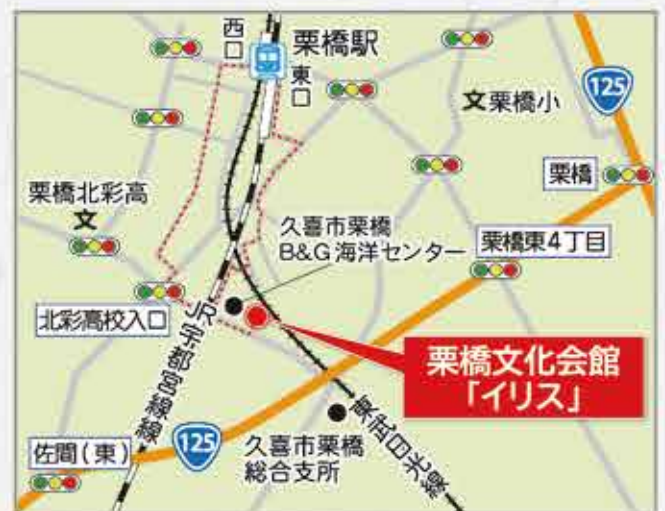 西口
栗橋駅
東口
文栗橋小
125
栗橋
栗橋北彩高
文
久喜市栗橋
B&G海洋センター
栗橋東4丁目
北彩高校入口
JR宇都宮線線
栗橋文化会館
「イリス」
佐間(東)
125
久喜市栗橋
総合支所
東武日光線